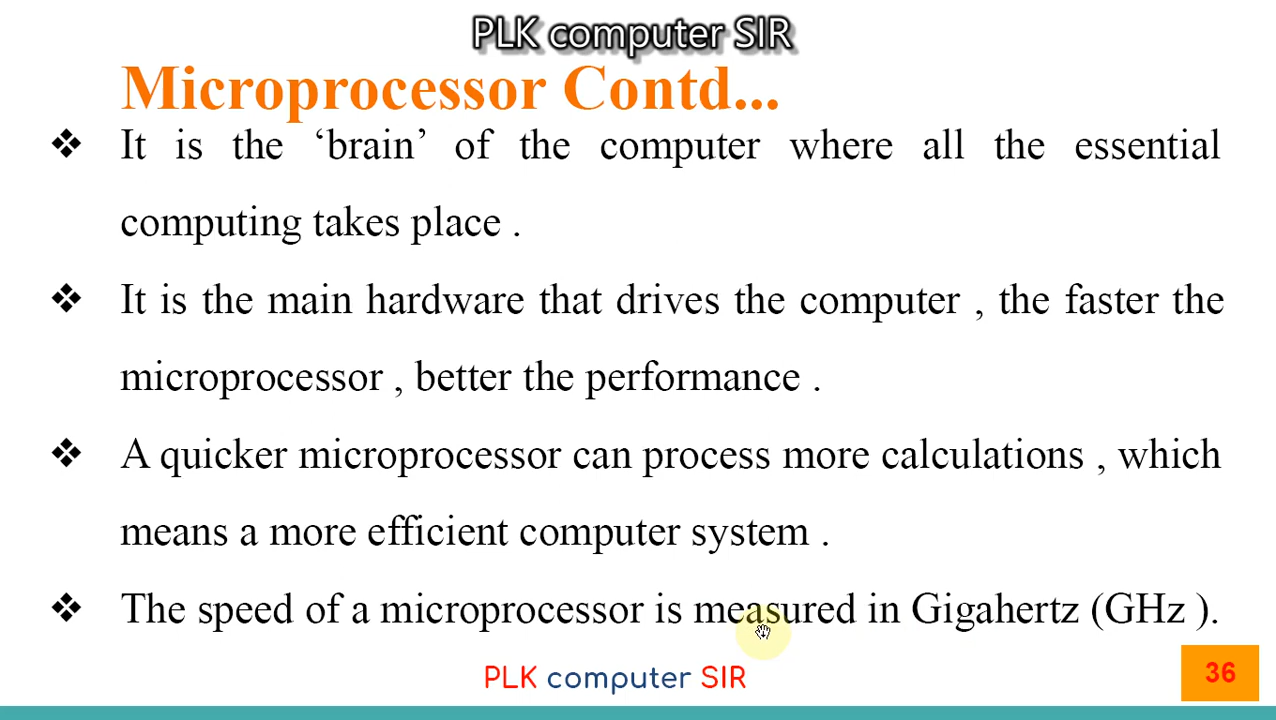 PLK computer SIR
Microprocessor Contd...
❖ It is the ‘brain’ of the computer where all the essential
computing takes place .
❖ It is the main hardware that drives the computer , the faster the
microprocessor , better the performance .
❖ A quicker microprocessor can process more calculations , which
means a more efficient computer system .
❖ The speed of a microprocessor is measured in Gigahertz (GHz ).
PLK computer SIR
36